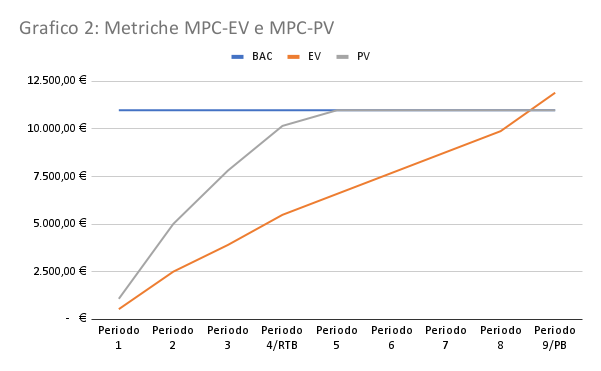 Grafico 2: Metriche MPC-EV e MPC-PV
BAC EV PV
12.500,00 €
10.000,00 €
7.500,00 €
5.000,00 €
2.500,00 €
- €
Periodo 1
Periodo 2
Periodo 3
Periodo 4/RTB
Periodo 5
Periodo 6
Periodo 7
Periodo 8
Periodo 9/PB